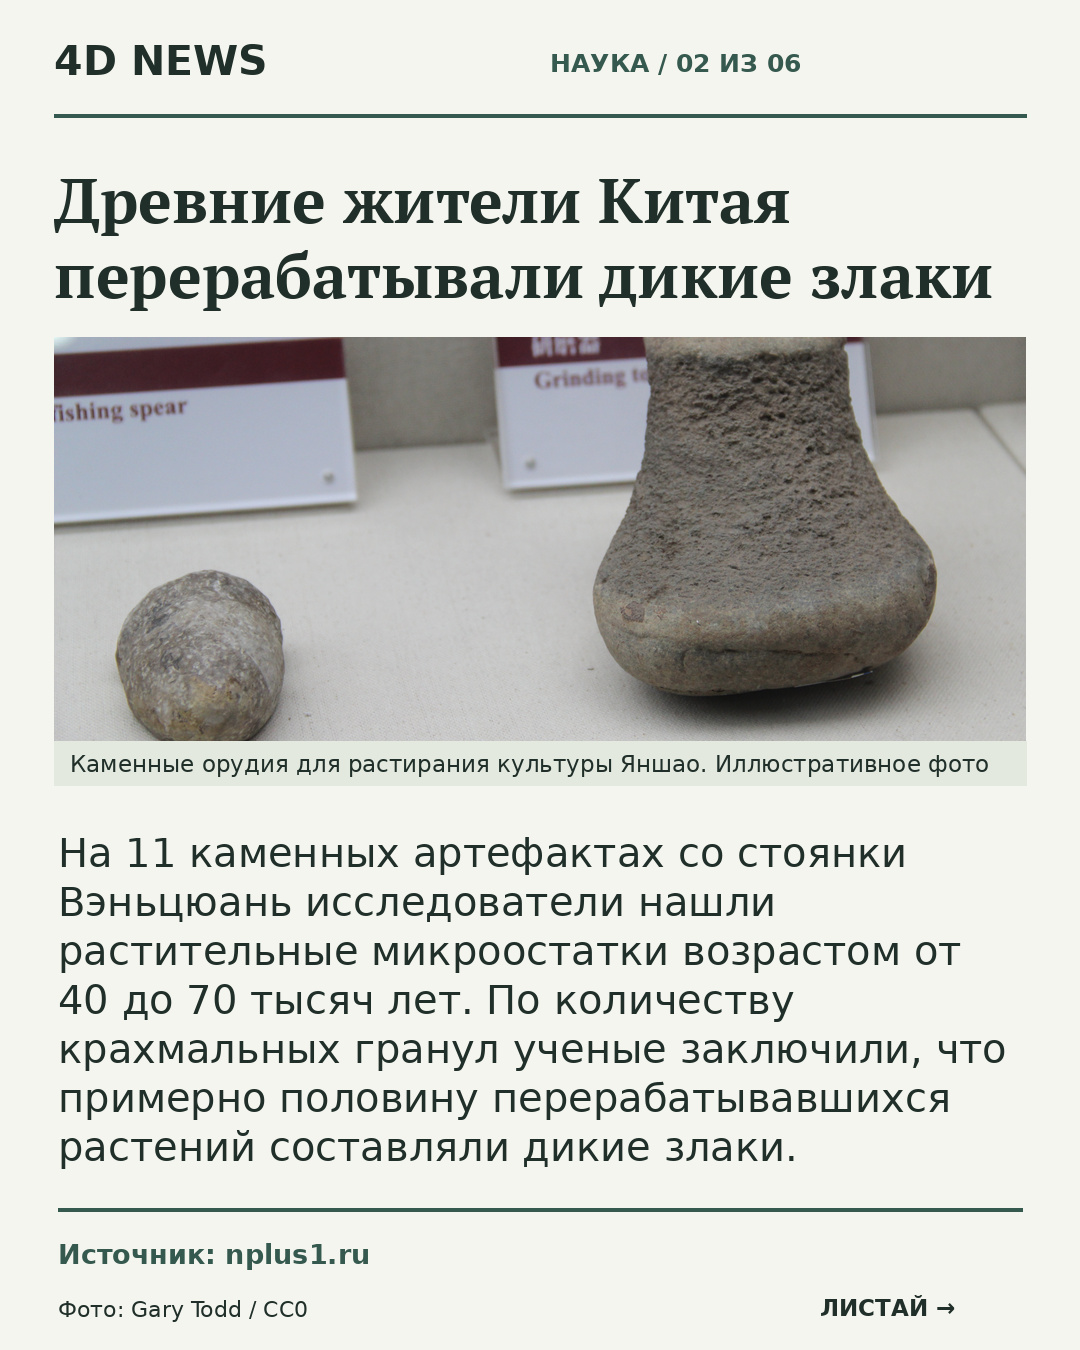 4D NEWS
НАУКА / 02 ИЗ 06
Древние жители Китая
перерабатывали дикие злаки
fishing spear
Grinding
Каменные орудия для растирания культуры Яншао. Иллюстративное фото
На 11 каменных артефактах со стоянки
Вэньцюань исследователи нашли
растительные микроостатки возрастом от
40 до 70 тысяч лет. По количеству
крахмальных гранул ученые заключили, что
примерно половину перерабатывавшихся
растений составляли дикие злаки.
Источник: nplus1.ru
Фото: Gary Todd / CC0
ЛИСТАЙ →